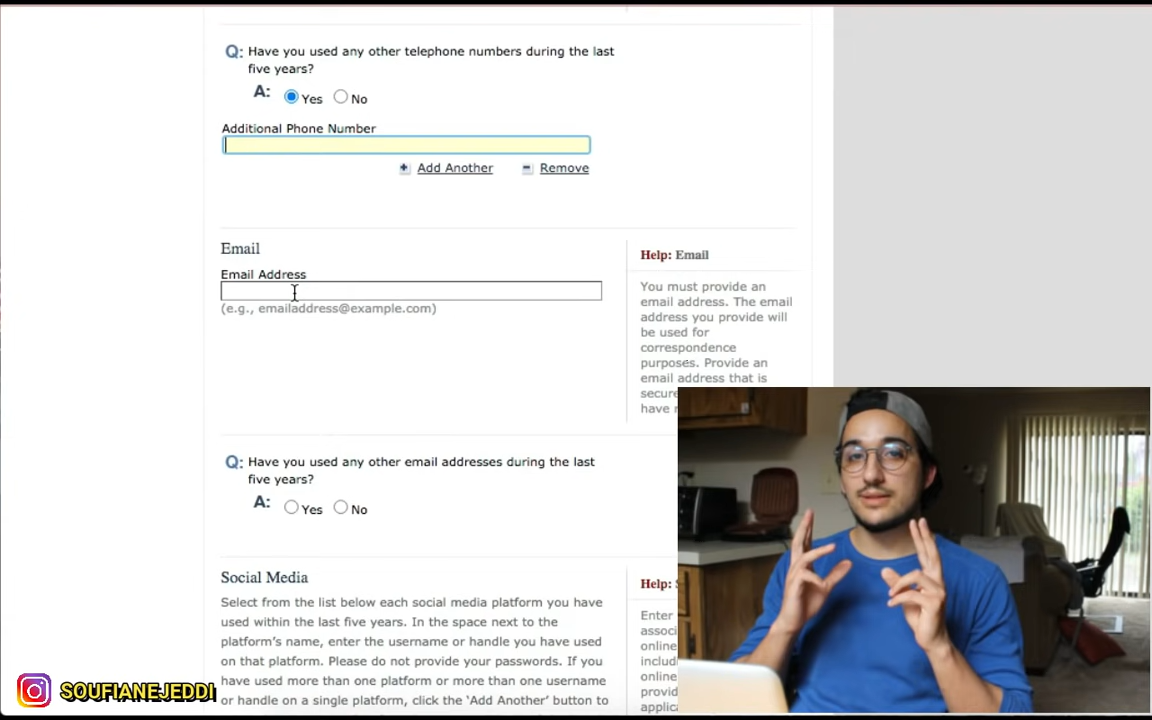 Q: Have you used any other telephone numbers during the last
five years?
A: Yes No
Additional Phone Number
Add Another Remove
Email
Email Address
(e.g., emailaddress@example.com)
Help: Email
You must provide an
email address. The email
address you provide will
be used for
correspondence
purposes. Provide an
email address that is
secure
have
Q: Have you used any other email addresses during the last
five years?
A: Yes No
Social Media
Select from the list below each social media platform you have
used within the last five years. In the space next to the
platform's name, enter the username or handle you have used
on that platform. Please do not provide your passwords. If you
have used more than one platform or more than one username
or handle on a single platform, click the 'Add Another' button to
Help:
Enter
associ
online
includ
online
provid
applic
SOUFIANEJEDDI